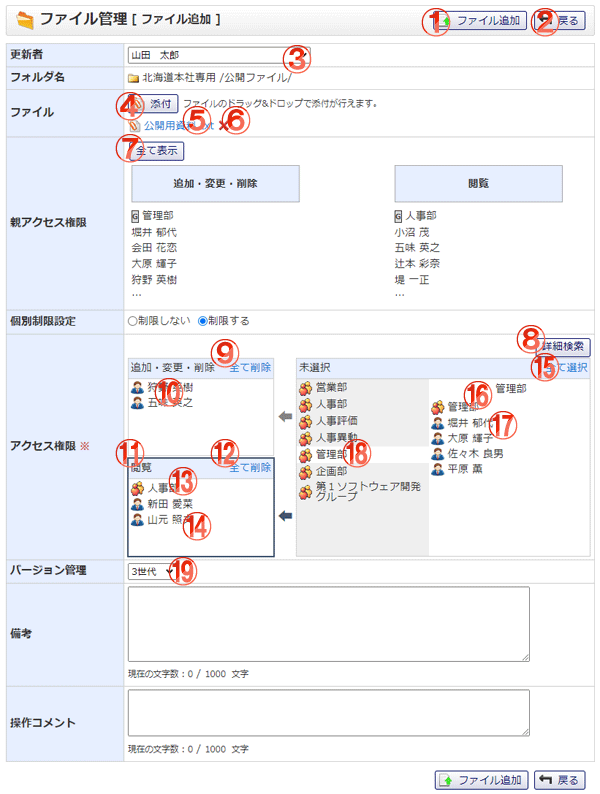 ファイル管理 [ ファイル追加 ]
① ファイル追加 ② 戻る
更新者 山田 太郎 ③
フォルダ名 北海道本社専用 /公開ファイル/
ファイル ④ 添付 ファイルのドラッグ&ドロップで添付が行えます。
公開用資 ⑤ xt ⑥
⑦ 全て表示
親アクセス権限
追加・変更・削除 閲覧
G 管理部 G 人事部
堀井 郁代 小沼 茂
会田 花恋 五味 英之
大原 輝子 辻本 彩奈
狩野 英樹 堤 一正
... ...
個別制限設定 制限しない 制限する
⑧ 詳細検索
アクセス権限 ※
⑨
追加・変更・削除 全て削除
狩野 ⑩ 樹
五味 英之
⑪ ⑫
閲覧 全て削除
人事部 ⑬
新田 愛菜
山元 照 ⑭
未選択 ⑮ 全て選択
営業部
人事部
人事評価
人事異動
管理部 ⑱
企画部
第1ソフトウェア開発
グループ
管理部
⑯
管理部
堀井 郁代 ⑰
大原 輝子
佐々木 良男
平原 薫
バージョン管理 3世代 ⑲
備考
現在の文字数:0 / 1000 文字
操作コメント
現在の文字数:0 / 1000 文字
ファイル追加 戻る